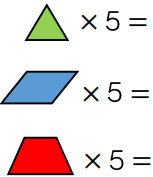 × 5 =
× 5 =
× 5 =